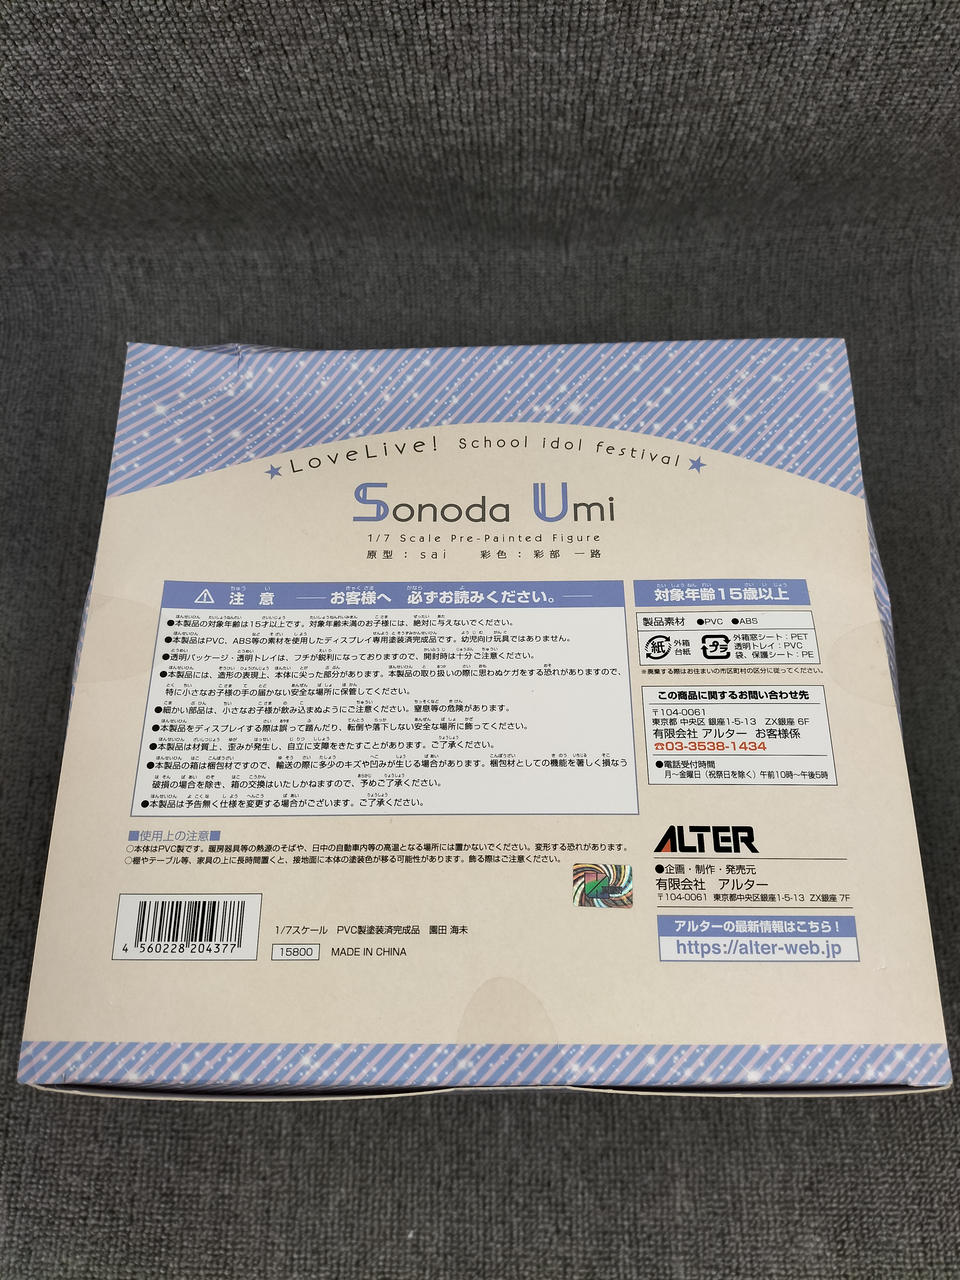 ★LoveLive! School idol festival★
Sonoda Umi
1/7 Scale Pre-Painted Figure
原型：sai 彩色：彩部 一路
注意 お客様へ 必ずお読みください。
●本製品の対象年齢は15才以上です。対象年齢未満のお子様には、絶対に与えないでください。
●本製品はPVC、ABS等の素材を使用したディスプレイ専用塗装済完成品です。幼児向け玩具ではありません。
●透明パッケージ・透明トレイは、フチが鋭利になっておりますので、開封時は十分ご注意ください。
●本製品には、造形の表現上、本体に尖った部分があります。本製品の取り扱いの際に思わぬケガをする恐れがありますので、
特に小さなお子様の手の届かない安全な場所に保管してください。
●細かい部品は、小さなお子様が飲み込まぬようにご注意ください。窒息等の危険があります。
●本製品をディスプレイする際は誤って踏んだり、転倒や落下しない安全な場所に飾ってください。
●本製品は材質上、歪みが発生し、自立に支障をきたすことがあります。ご了承ください。
●本製品の箱は梱包材ですので、輸送の際に多少のキズや凹みが生じる場合があります。梱包材としての機能を著しく損なう
破損の場合を除き、箱の交換はいたしかねますので、予めご了承ください。
●本製品は予告無く仕様を変更する場合がございます。ご了承ください。
■使用上の注意■
○本体はPVC製です。暖房器具等の熱源のそばや、日中の自動車内等の高温となる場所には置かないでください。変形する恐れがあります。
○棚やテーブル等、家具の上に長時間置くと、接地面に本体の塗装色が移る可能性があります。飾る際はご注意ください。
対象年齢15歳以上
製品素材 ●PVC ●ABS
紙 外箱 台紙
プラ 外箱窓シート：PET
透明トレイ：PVC
袋、保護シート：PE
※廃棄する際はお住まいの市区町村の区分に従ってください。
この商品に関するお問い合わせ先
〒104-0061
東京都 中央区 銀座1-5-13 ZX銀座 6F
有限会社 アルター お客様係
☎03-3538-1434
●電話受付時間
月～金曜日（祝祭日を除く）午前10時～午後5時
ALTER
●企画・制作・発売元
有限会社 アルター
〒104-0061 東京都中央区銀座1-5-13 ZX銀座 7F
アルターの最新情報はこちら！
https://alter-web.jp
4 560228 204377
1/7スケール PVC製塗装済完成品 園田 海未
15800 MADE IN CHINA